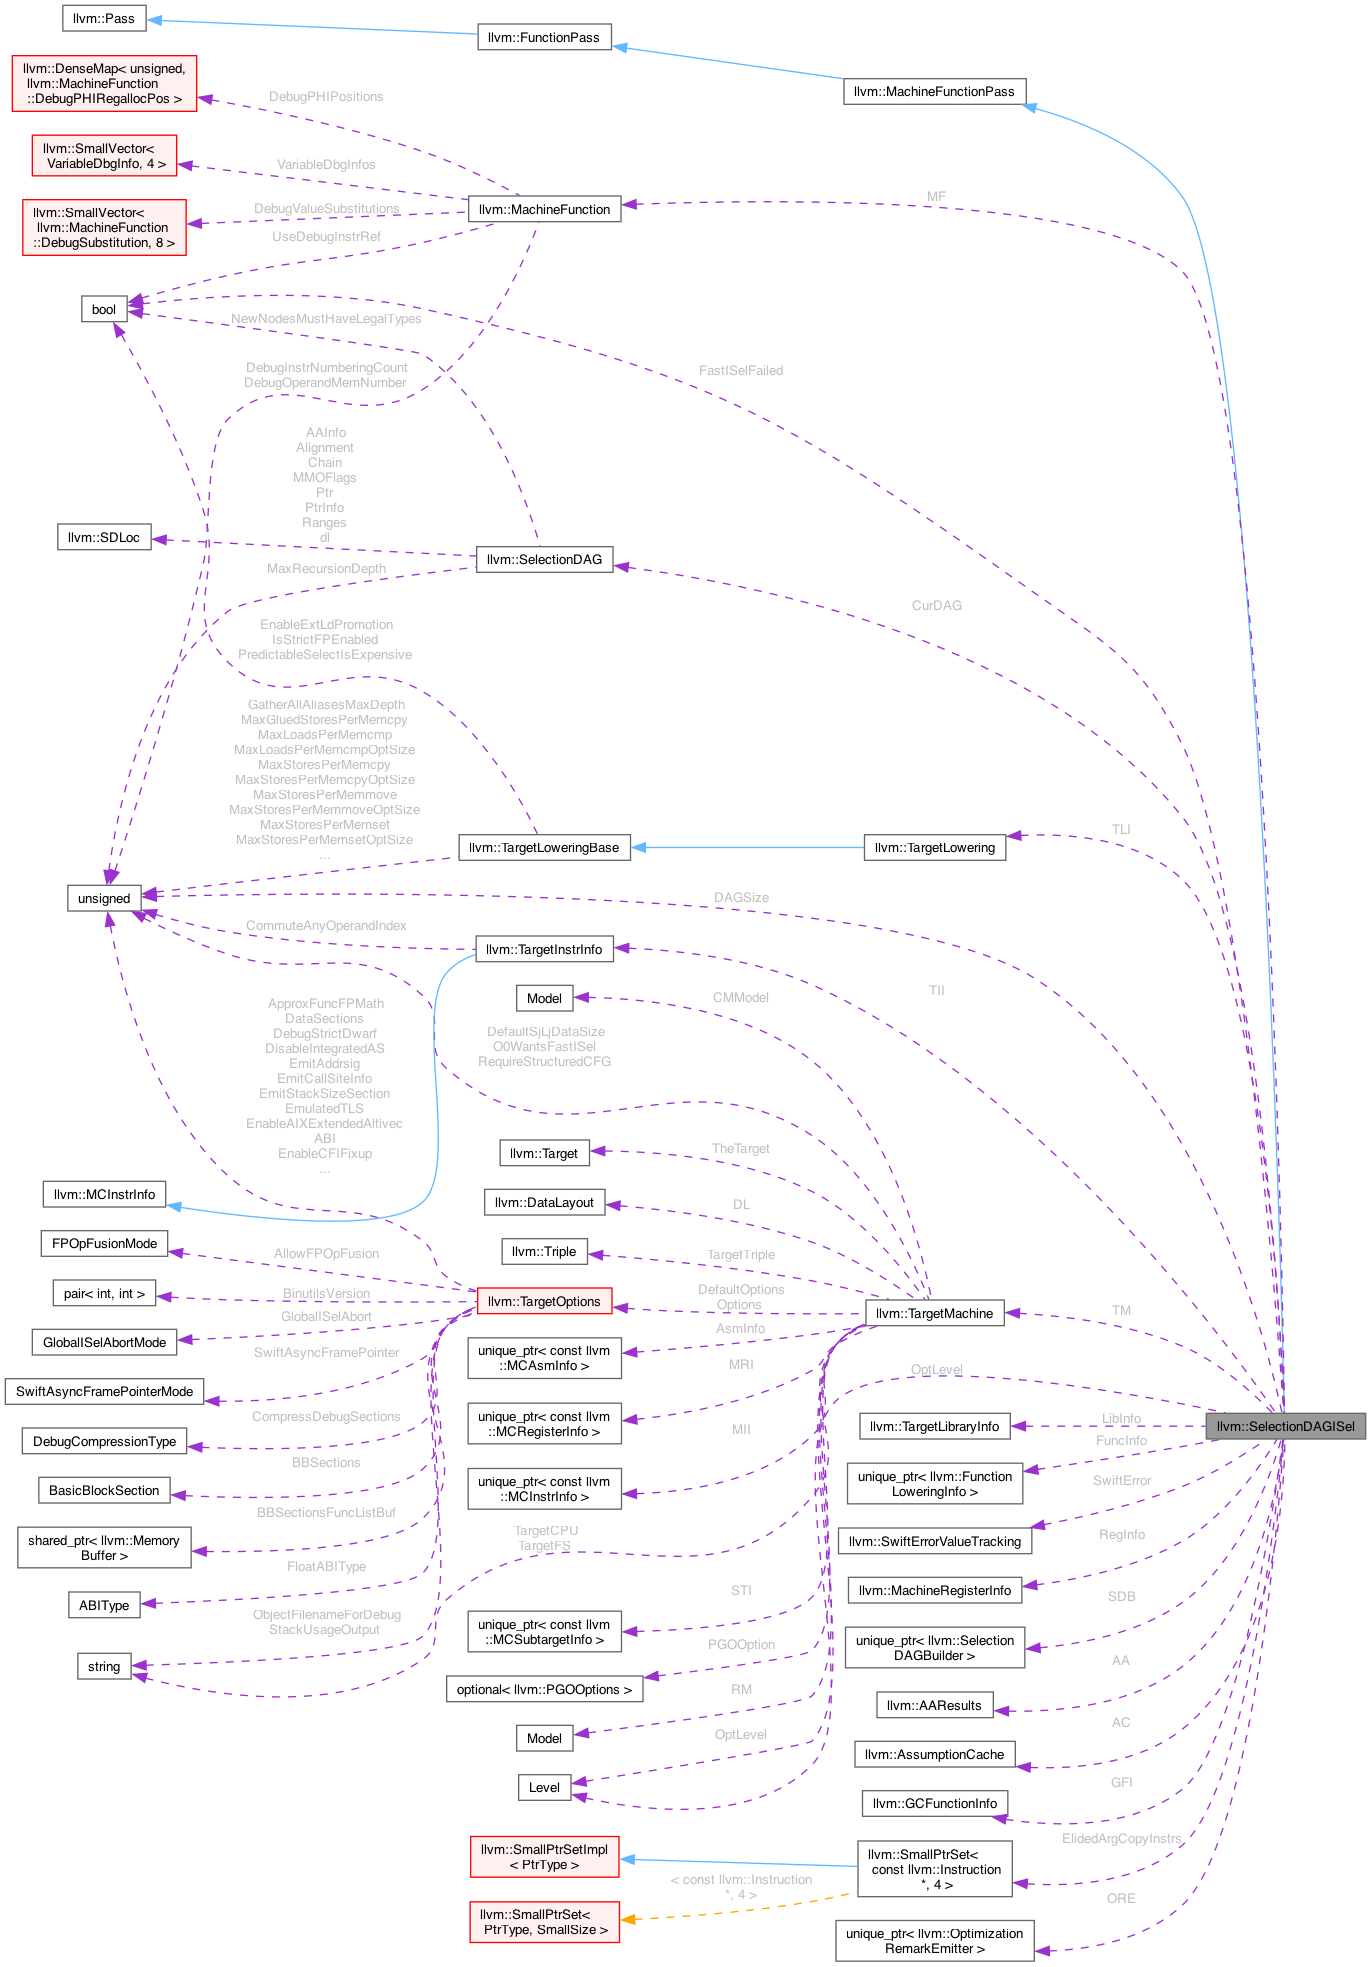 llvm::Pass
llvm::FunctionPass
llvm::DenseMap< unsigned,
llvm::MachineFunction
::DebugPHIRegallocPos >
llvm::MachineFunctionPass
DebugPHIPositions
llvm::SmallVector<
VariableDbgInfo, 4 >
VariableDbgInfos
llvm::SmallVector<
llvm::MachineFunction
::DebugSubstitution, 8 >
DebugValueSubstitutions
llvm::MachineFunction
MF
UseDebugInstrRef
bool
NewNodesMustHaveLegalTypes
DebugInstrNumberingCount
DebugOperandMemNumber
FastISelFailed
AAInfo
Alignment
Chain
MMOFlags
Ptr
PtrInfo
Ranges
dl
llvm::SDLoc
llvm::SelectionDAG
MaxRecursionDepth
CurDAG
EnableExtLdPromotion
IsStrictFPEnabled
PredictableSelectIsExpensive
GatherAllAliasesMaxDepth
MaxGluedStoresPerMemcpy
MaxLoadsPerMemcmp
MaxLoadsPerMemcmpOptSize
MaxStoresPerMemcpy
MaxStoresPerMemcpyOptSize
MaxStoresPerMemmove
MaxStoresPerMemmoveOptSize
MaxStoresPerMemset
MaxStoresPerMemsetOptSize
...
llvm::TargetLoweringBase
llvm::TargetLowering
TLI
unsigned
DAGSize
CommuteAnyOperandIndex
llvm::TargetInstrInfo
TII
Model
CMModel
ApproxFuncFPMath
DataSections
DebugStrictDwarf
DisableIntegratedAS
EmitAddrsig
EmitCallSiteInfo
EmitStackSizeSection
EmulatedTLS
EnableAIXExtendedAltivec
ABI
EnableCFIFixup
...
DefaultSjLjDataSize
O0WantsFastISel
RequireStructuredCFG
llvm::Target
TheTarget
llvm::MCInstrInfo
llvm::DataLayout
DL
FPOpFusionMode
AllowFPOpFusion
llvm::Triple
TargetTriple
pair< int, int >
BinutilsVersion
llvm::TargetOptions
DefaultOptions
Options
llvm::TargetMachine
TM
GlobalISelAbortMode
GlobalISelAbort
AsmInfo
unique_ptr< const llvm
::MCAsmInfo >
SwiftAsyncFramePointer
SwiftAsyncFramePointerMode
MRI
OptLevel
CompressDebugSections
DebugCompressionType
unique_ptr< const llvm
::MCRegisterInfo >
MII
llvm::TargetLibraryInfo
LibInfo
llvm::SelectionDAGISel
FuncInfo
BBSections
BasicBlockSection
unique_ptr< const llvm
::MCInstrInfo >
unique_ptr< llvm::Function
LoweringInfo >
SwiftError
BBSectionsFuncListBuf
shared_ptr< llvm::Memory
Buffer >
TargetCPU
TargetFS
llvm::SwiftErrorValueTracking
RegInfo
FloatABIType
ABIType
STI
llvm::MachineRegisterInfo
SDB
ObjectFilenameForDebug
StackUsageOutput
unique_ptr< const llvm
::MCSubtargetInfo >
PGOOption
unique_ptr< llvm::Selection
DAGBuilder >
string
optional< llvm::PGOOptions >
AA
RM
llvm::AAResults
Model
OptLevel
AC
llvm::AssumptionCache
Level
GFI
llvm::GCFunctionInfo
ElidedArgCopyInstrs
llvm::SmallPtrSetImpl
< PtrType >
llvm::SmallPtrSet<
const llvm::Instruction
*, 4 >
< const llvm::Instruction
*, 4 >
ORE
llvm::SmallPtrSet<
PtrType, SmallSize >
unique_ptr< llvm::Optimization
RemarkEmitter >